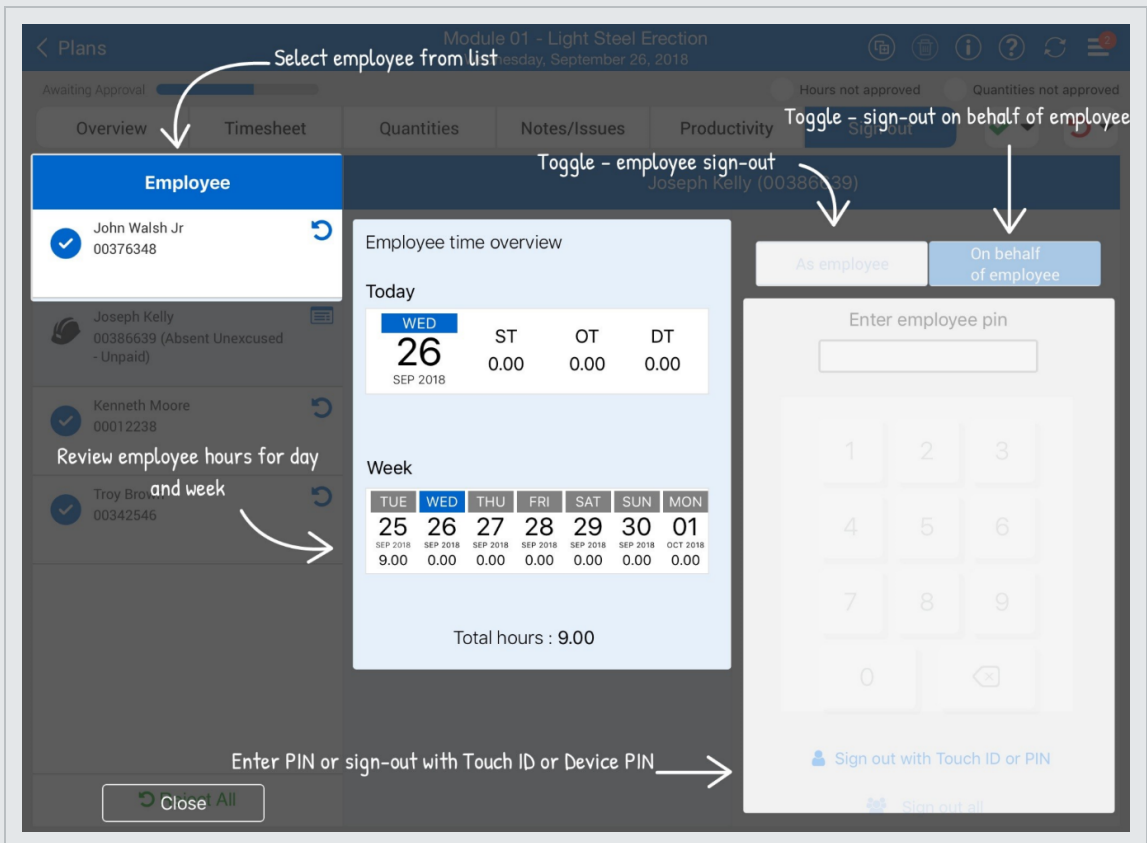 Plans
Module 01 - Light Steel Erection
Wednesday, September 26, 2018
2
Select employee from list
Awaiting Approval
Hours not approved
Quantities not approved
Overview
Timesheet
Quantities
Notes/Issues
Productivity
Sign out
Toggle - sign-out on behalf of employee
Toggle - employee sign-out
Employee
Joseph Kelly (00386639)
John Walsh Jr
00376348
Joseph Kelly
00386639 (Absent Unexcused
- Unpaid)
Kenneth Moore
00012238
Review employee hours for day
and week
Troy Brown
00342546
Employee time overview
Today
WED
26
SEP 2018
ST OT DT
0.00 0.00 0.00
Week
TUE WED THU FRI SAT SUN MON
25 26 27 28 29 30 01
SEP 2018 SEP 2018 SEP 2018 SEP 2018 SEP 2018 SEP 2018 OCT 2018
9.00 0.00 0.00 0.00 0.00 0.00 0.00
Total hours : 9.00
As employee
On behalf
of employee
Enter employee pin
1 2 3
4 5 6
7 8 9
0
Enter PIN or sign-out with Touch ID or Device PIN
Sign out with Touch ID or PIN
Sign out all
Reject All
Close